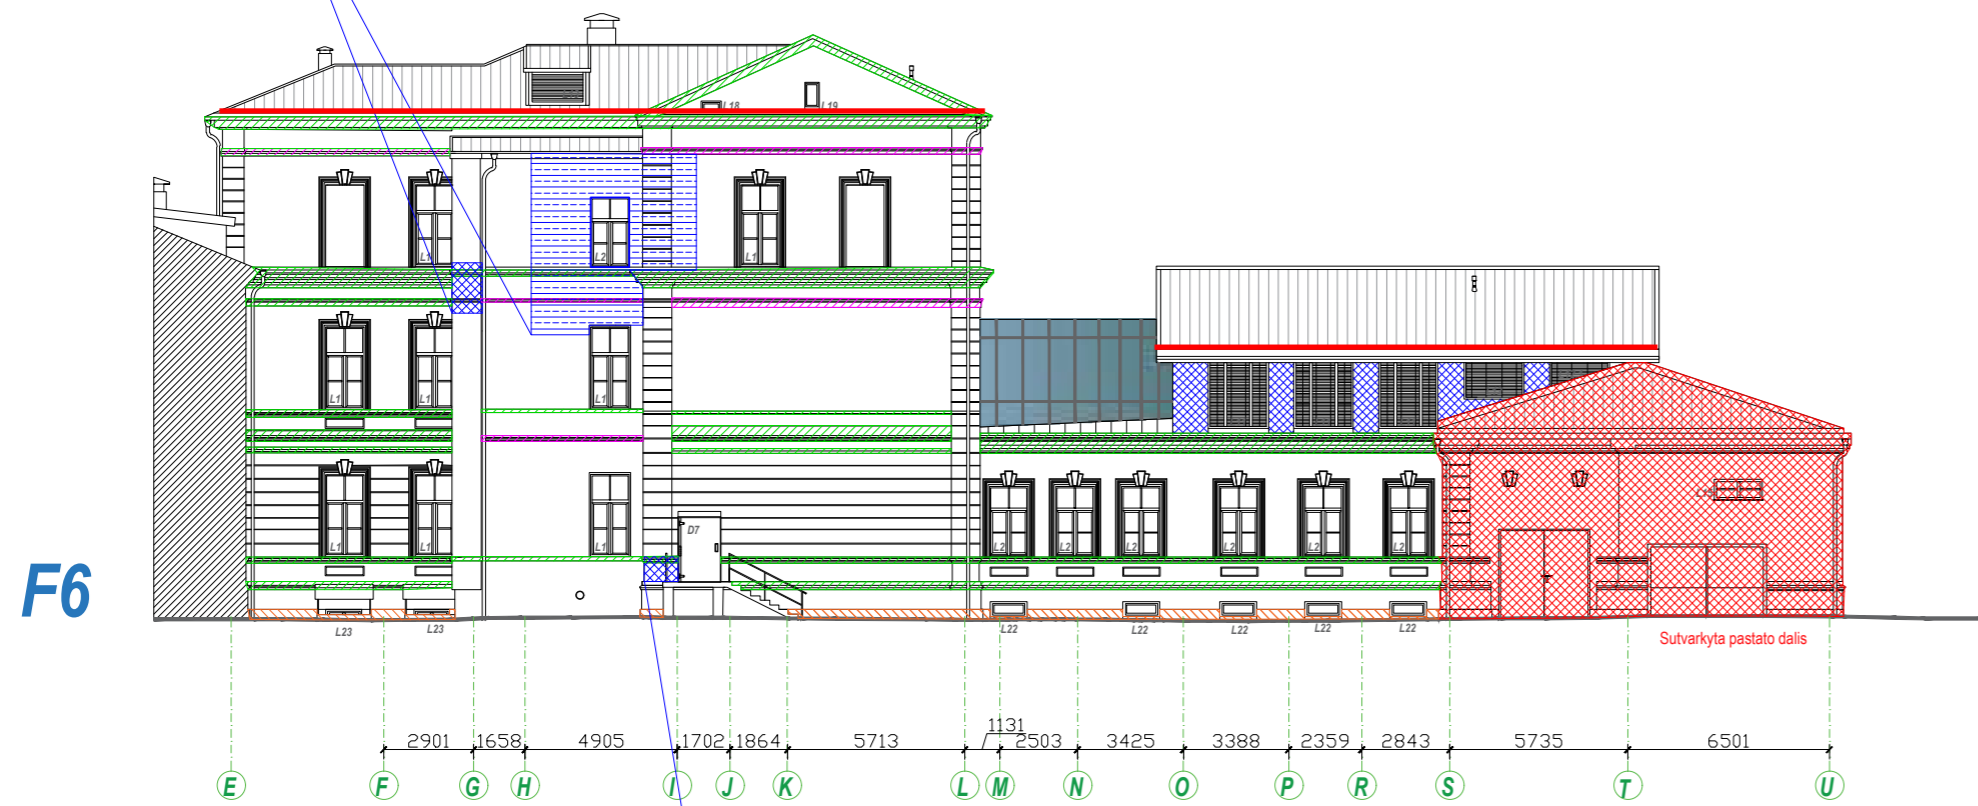 L18 L19
L1 L2 L1
L1 L1 L1
L15
D7
L1 L1 L1 L2 L2 L2 L2 L2 L2
F6
L23 L23 L22 L22 L22 L22 L22
Sutvarkyta pastato dalis
1131
2901 1658 4905 1702 1864 5713 2503 3425 3388 2359 2843 5735 6501
E F G H I J K L M N O P R S T U